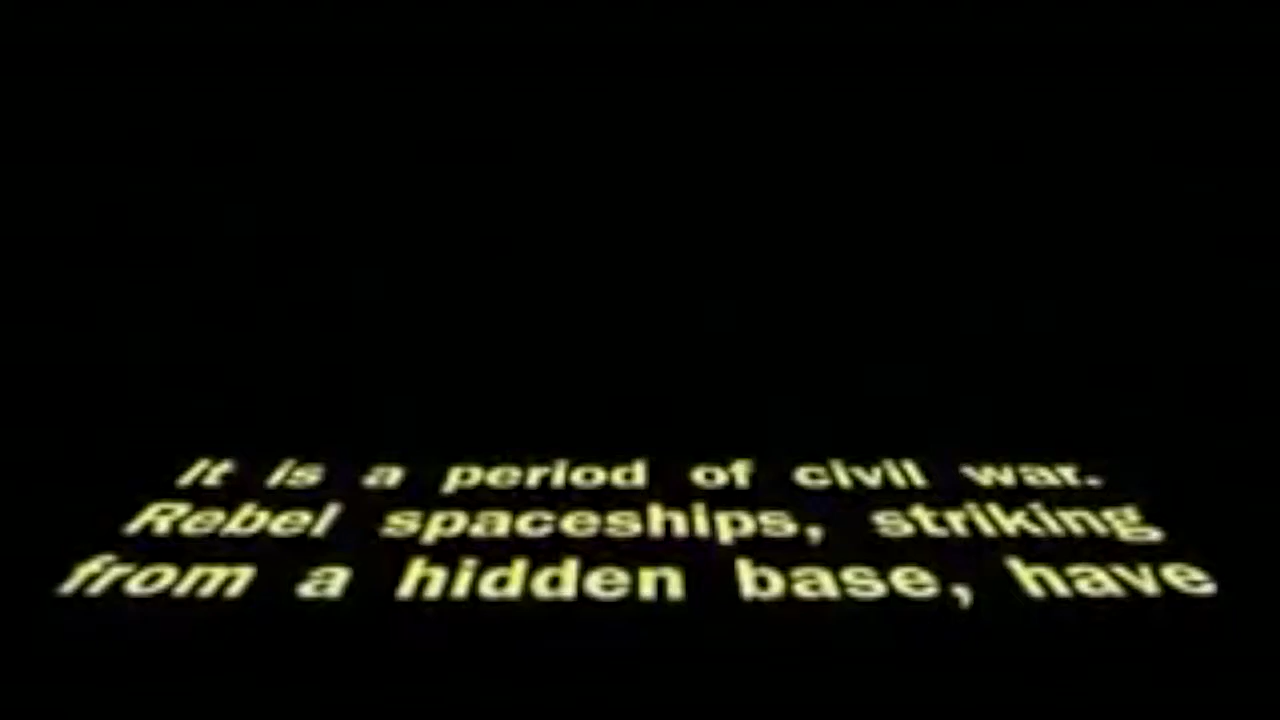 It is a period of civil war.
Rebel spaceships, striking
from a hidden base, have